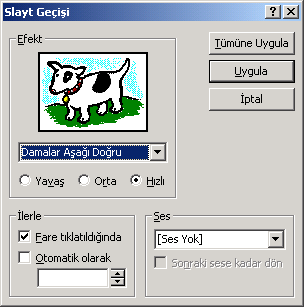 Slayt Geçişi
Efekt
Damalar Aşağı Doğru
Yavaş Orta Hızlı
Tümüne Uygula
Uygula
İptal
İlerle
Fare tıklatıldığında
Otomatik olarak
Ses
[Ses Yok]
Sonraki sese kadar dön